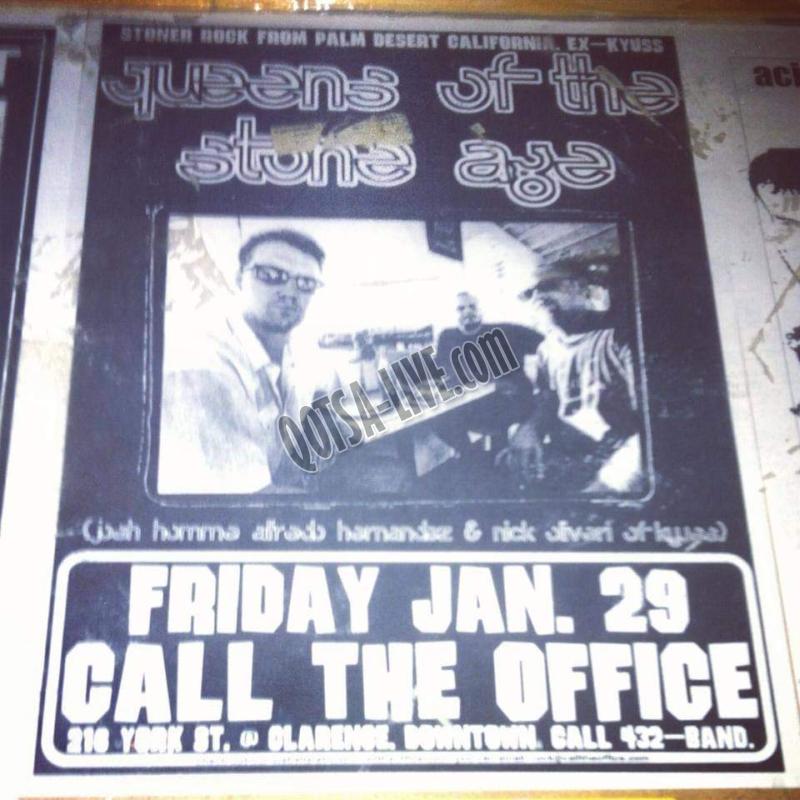 STONER ROCK FROM PALM DESERT CALIFORNIA. EX-KYUSS
queens of the
stone age
aci
QOTSA-LIVE.com
(josh homme alfredo hernandez & nick oliveri of kyuss)
FRIDAY JAN. 29
CALL THE OFFICE
216 YORK ST. @ CLARENCE. DOWNTOWN. CALL 432-BAND.